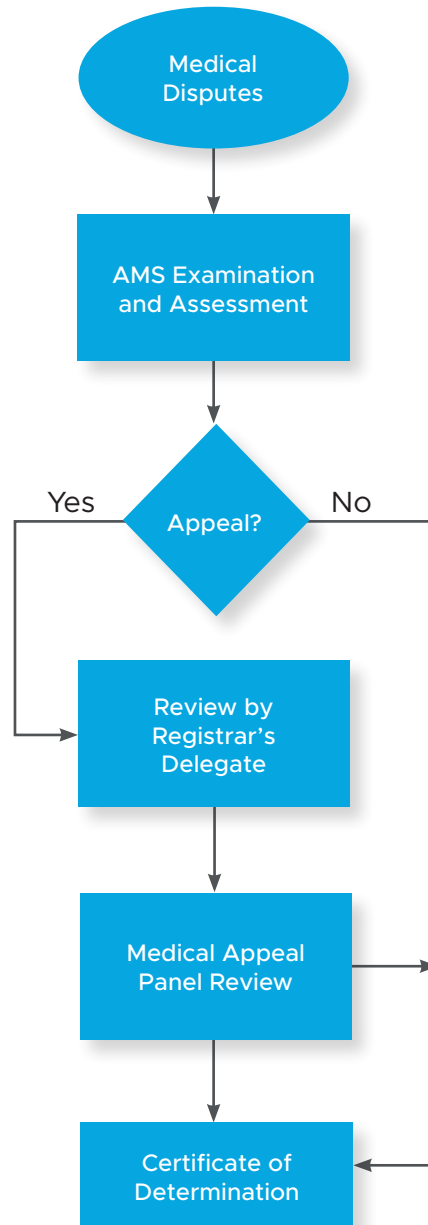 Medical
Disputes
AMS Examination
and Assessment
Yes
Appeal?
No
Review by
Registrar’s
Delegate
Medical Appeal
Panel Review
Certificate of
Determination